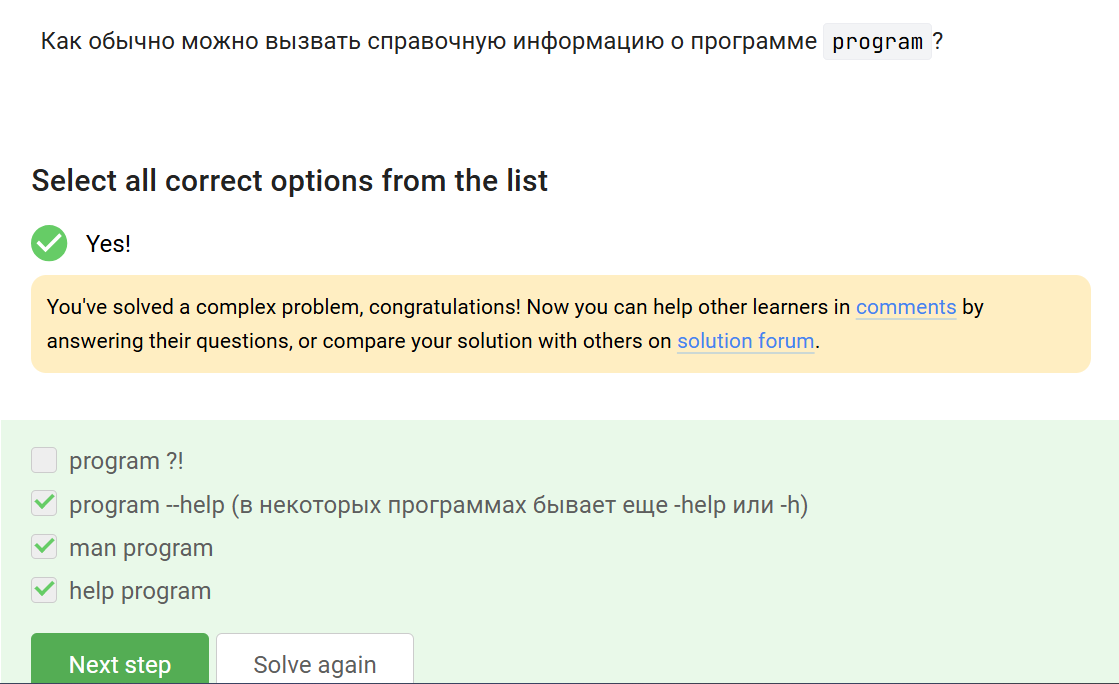 Как обычно можно вызвать справочную информацию о программе program?
Select all correct options from the list
Yes!
You've solved a complex problem, congratulations! Now you can help other learners in comments by
answering their questions, or compare your solution with others on solution forum.
program ?!
program --help (в некоторых программах бывает еще -help или -h)
man program
help program
Next step
Solve again